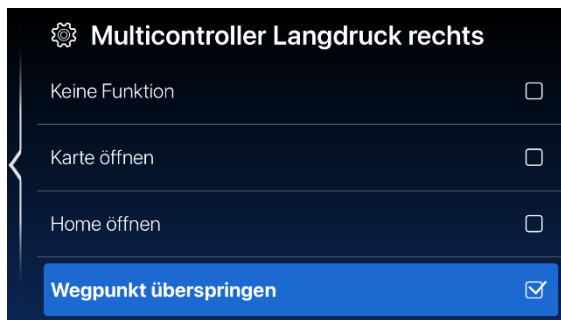 Multicontroller Langdruck rechts
Keine Funktion
Karte öffnen
Home öffnen
Wegpunkt überspringen